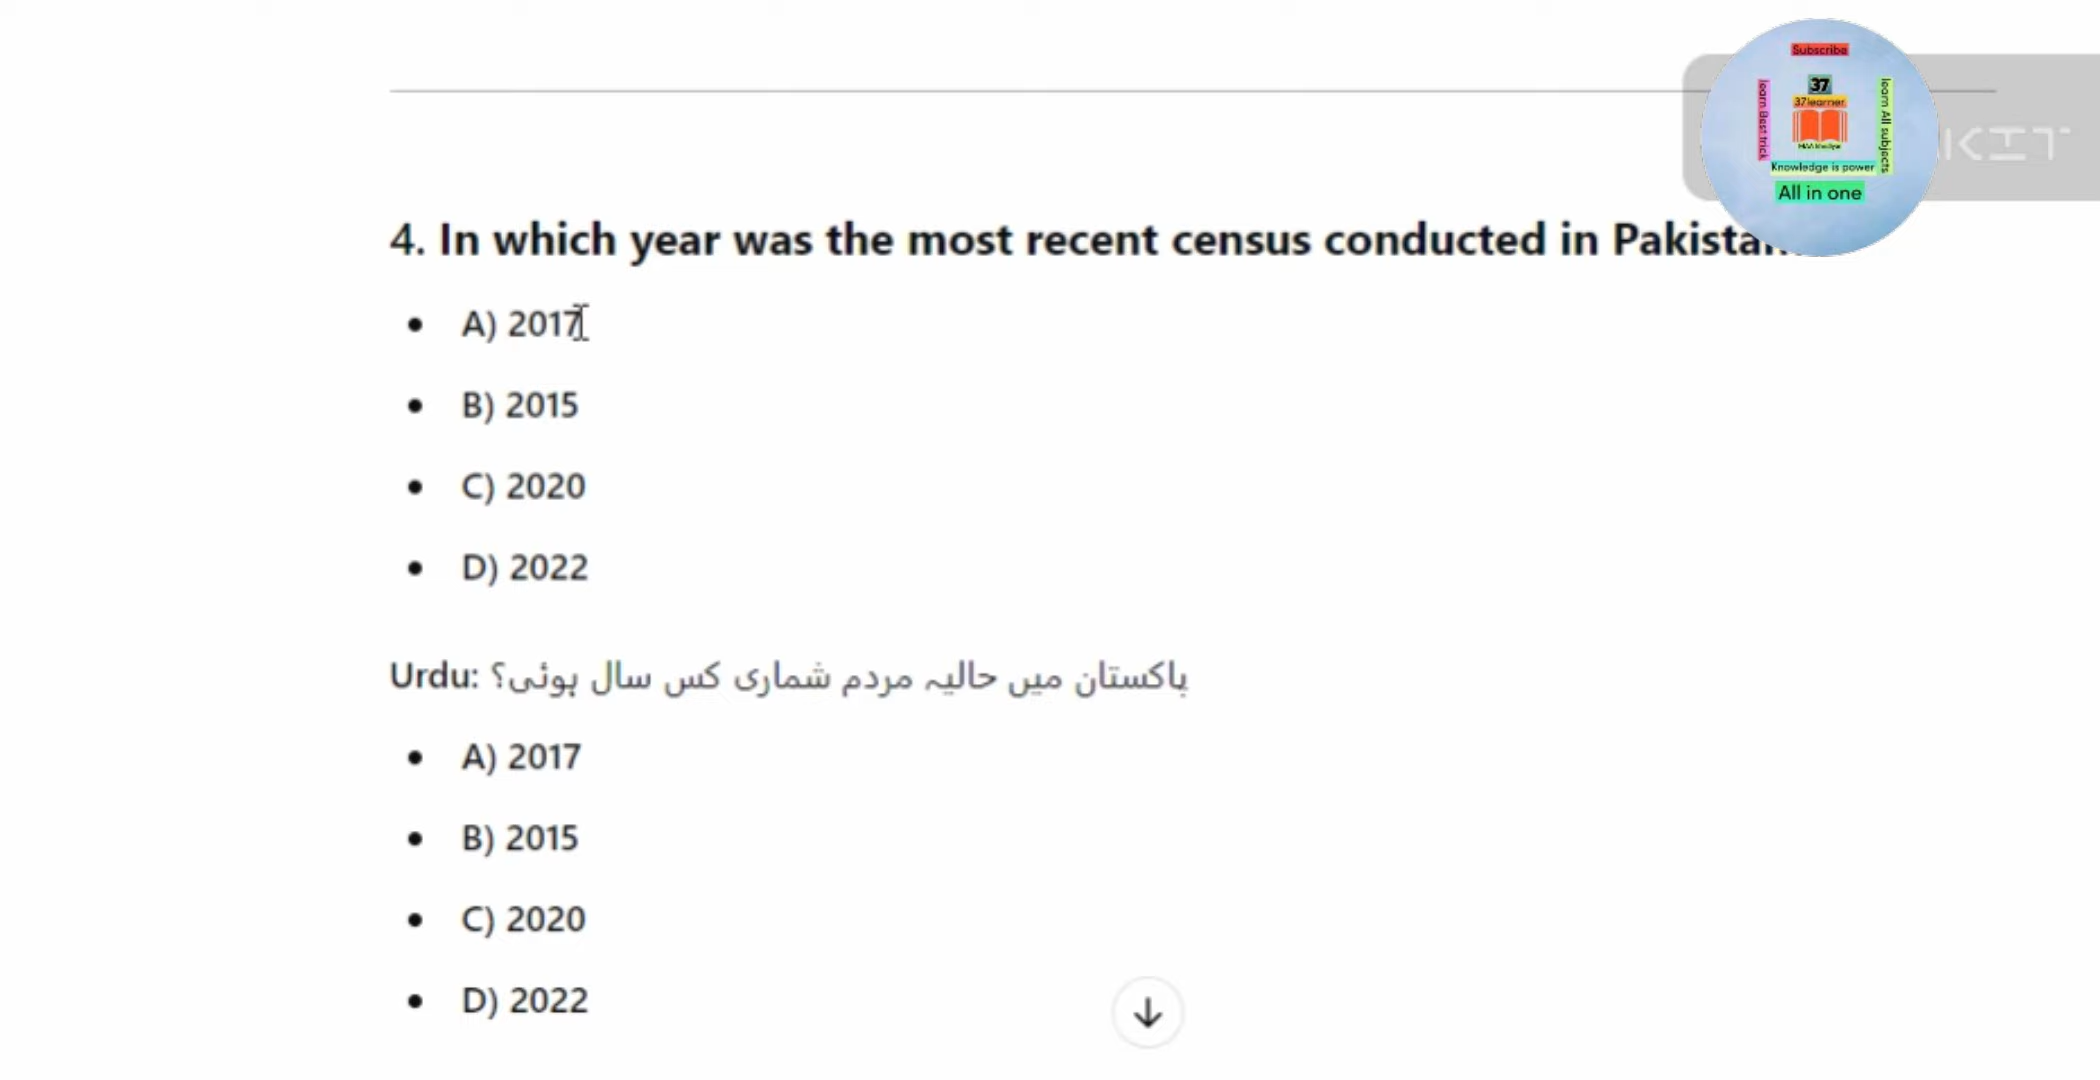 Subscribe
37
37learner
learn Best trick
learn All subjects
Knowledge is power
All in one
KIT
4. In which year was the most recent census conducted in
A) 2017
B) 2015
C) 2020
D) 2022
Urdu: پاکستان میں حالیہ مردم شماری کس سال ہوئی؟
A) 2017
B) 2015
C) 2020
D) 2022